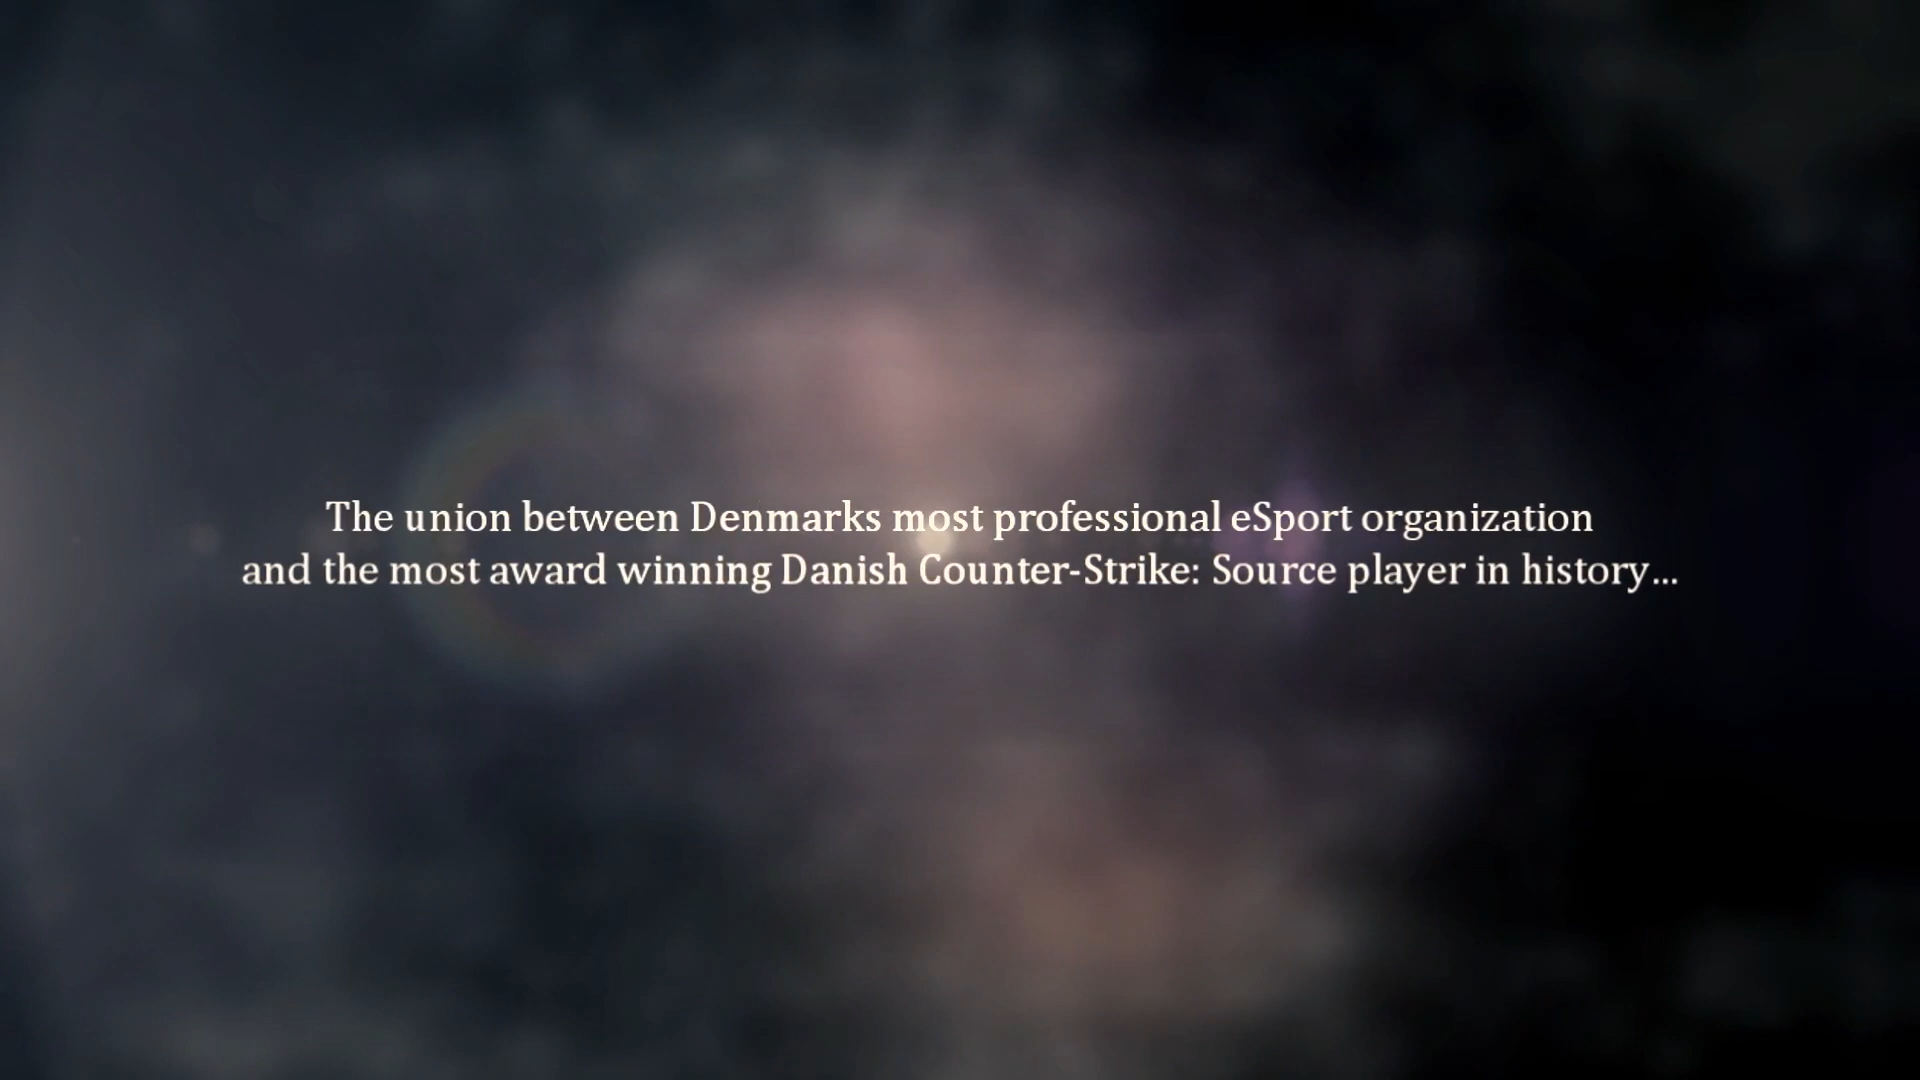 The union between Denmarks most professional eSport organization
and the most award winning Danish Counter-Strike: Source player in history...